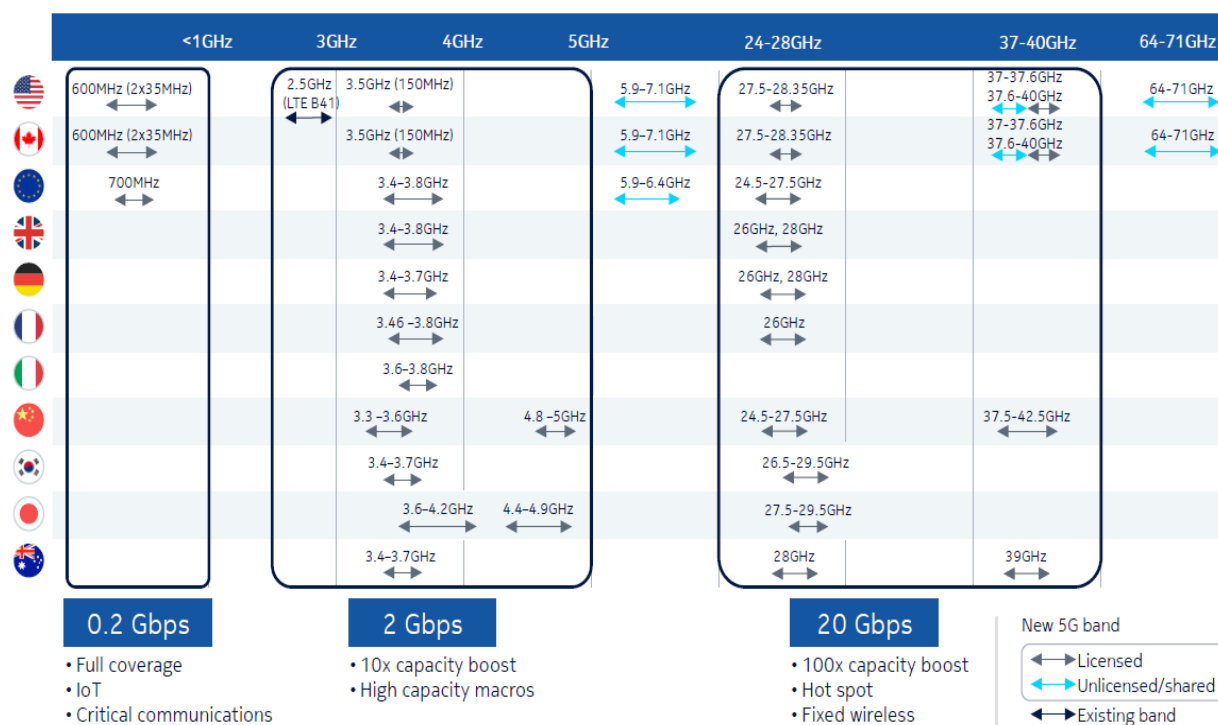 <1GHz 3GHz 4GHz 5GHz 24-28GHz 37-40GHz 64-71GHz
600MHz (2x35MHz) 2.5GHz (LTE B41) 3.5GHz (150MHz) 5.9–7.1GHz 27.5-28.35GHz 37-37.6GHz 37.6-40GHz 64-71GHz
600MHz (2x35MHz) 3.5GHz (150MHz) 5.9–7.1GHz 27.5-28.35GHz 37-37.6GHz 37.6-40GHz 64-71GHz
700MHz 3.4–3.8GHz 5.9–6.4GHz 24.5-27.5GHz
3.4–3.8GHz 26GHz, 28GHz
3.4–3.7GHz 26GHz, 28GHz
3.46 –3.8GHz 26GHz
3.6–3.8GHz
3.3 –3.6GHz 4.8 –5GHz 24.5-27.5GHz 37.5-42.5GHz
3.4–3.7GHz 26.5-29.5GHz
3.6–4.2GHz 4.4–4.9GHz 27.5-29.5GHz
3.4–3.7GHz 28GHz 39GHz
0.2 Gbps
• Full coverage
• IoT
• Critical communications
2 Gbps
• 10x capacity boost
• High capacity macros
20 Gbps
• 100x capacity boost
• Hot spot
• Fixed wireless
New 5G band
Licensed
Unlicensed/shared
Existing band